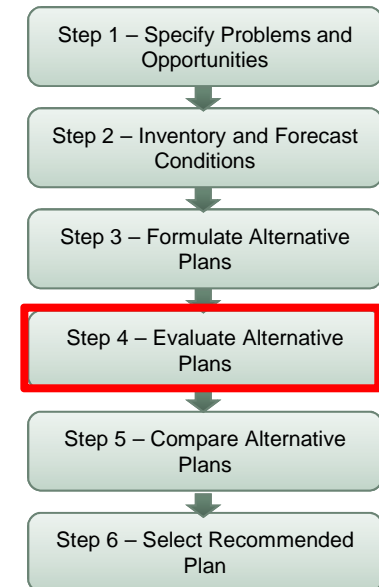 Step 1 – Specify Problems and
Opportunities
Step 2 – Inventory and Forecast
Conditions
Step 3 – Formulate Alternative
Plans
Step 4 – Evaluate Alternative
Plans
Step 5 – Compare Alternative
Plans
Step 6 – Select Recommended
Plan